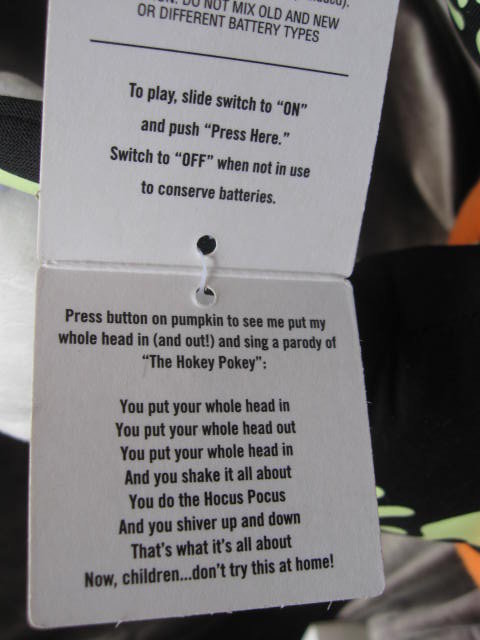 DO NOT MIX OLD AND NEW
OR DIFFERENT BATTERY TYPES
To play, slide switch to “ON”
and push “Press Here.”
Switch to “OFF” when not in use
to conserve batteries.
Press button on pumpkin to see me put my
whole head in (and out!) and sing a parody of
“The Hokey Pokey”:
You put your whole head in
You put your whole head out
You put your whole head in
And you shake it all about
You do the Hocus Pocus
And you shiver up and down
That’s what it’s all about
Now, children...don’t try this at home!